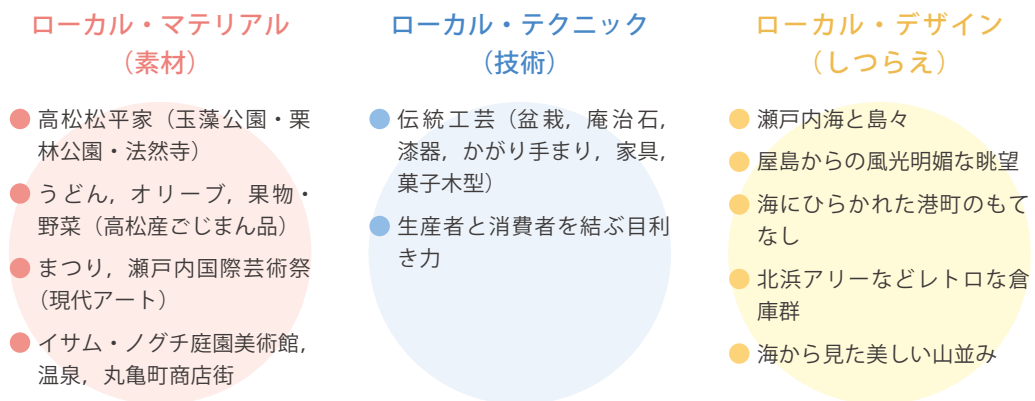 ローカル・マテリアル
（素材）
● 高松松平家（玉藻公園・栗
林公園・法然寺）
● うどん，オリーブ，果物・
野菜（高松産ごじまん品）
● まつり，瀬戸内国際芸術祭
（現代アート）
● イサム・ノグチ庭園美術館，
温泉，丸亀町商店街
ローカル・テクニック
（技術）
● 伝統工芸（盆栽，庵治石，
漆器，かがり手まり，家具，
菓子木型）
● 生産者と消費者を結ぶ目利
き力
ローカル・デザイン
（しつらえ）
● 瀬戸内海と島々
● 屋島からの風光明媚な眺望
● 海にひらかれた港町のもて
なし
● 北浜アリーなどレトロな倉
庫群
● 海から見た美しい山並み